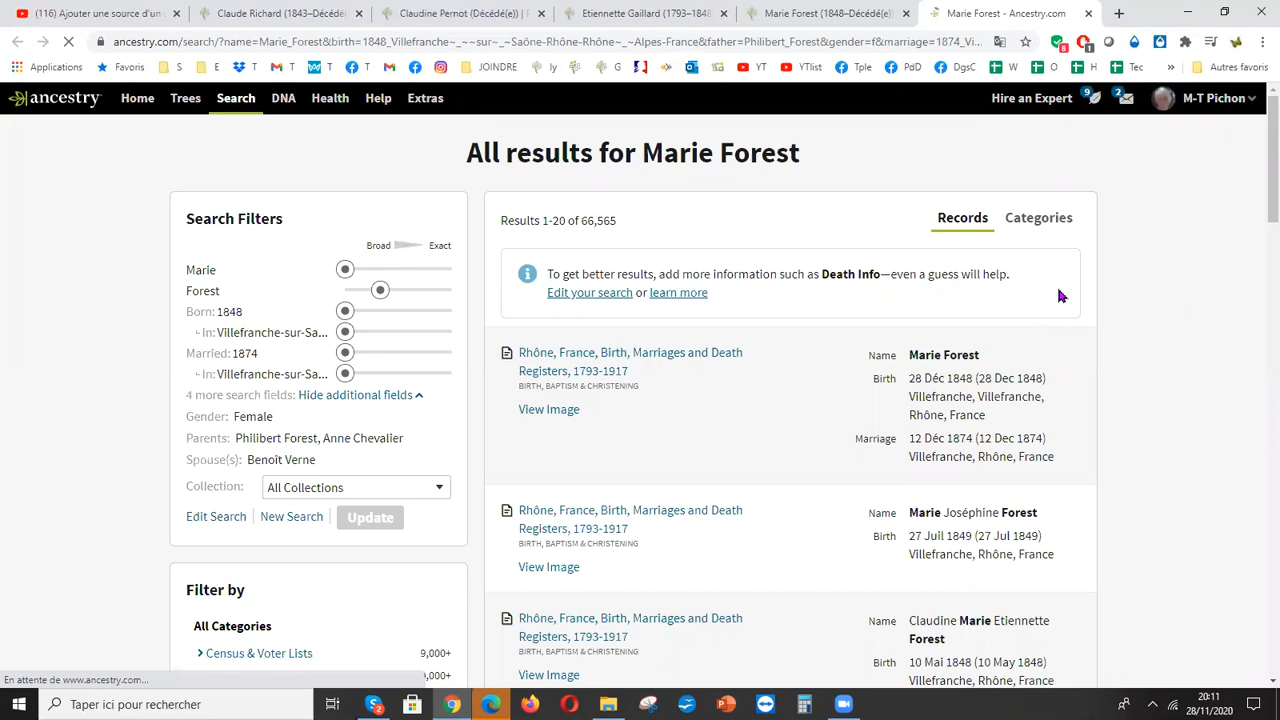 (116) Ajouter une source d'un u
Claude Richard (1843–Décédé(e)
Claudine Pernot (Décédé(e)) | P
Etiennette Gaillard (1793–1848
Marie Forest (1848–Décédé(e)
Marie Forest - Ancestry.com
ancestry.com/search/?name=Marie_Forest&birth=1848_Villefranche_~_~~sur~_~Saône-Rhône-Rhône~_~Alpes-France&father=Philibert_Forest&gender=f&marriage=1874_Vi...
Applications Favoris S E T T T JOINDRE ly G YT YTlist Tple PdD DgsC W O H Tec » Autres favoris
ancestry Home Trees Search DNA Health Help Extras Hire an Expert 9 2 M-T Pichon
All results for Marie Forest
Search Filters
Broad Exact
Marie
Forest
Born: 1848
In: Villefranche-sur-Sa...
Married: 1874
In: Villefranche-sur-Sa...
4 more search fields: Hide additional fields
Gender: Female
Parents: Philibert Forest, Anne Chevalier
Spouse(s): Benoît Verne
Collection: All Collections
Edit Search New Search Update
Filter by
All Categories
Census & Voter Lists 9,000+
9,000+
Results 1-20 of 66,565
Records Categories
To get better results, add more information such as Death Info—even a guess will help.
Edit your search or learn more
Rhône, France, Birth, Marriages and Death
Registers, 1793-1917
BIRTH, BAPTISM & CHRISTENING
View Image
Name Marie Forest
Birth 28 Déc 1848 (28 Dec 1848)
Villefranche, Villefranche,
Rhône, France
Marriage 12 Déc 1874 (12 Dec 1874)
Villefranche, Rhône, France
Rhône, France, Birth, Marriages and Death
Registers, 1793-1917
BIRTH, BAPTISM & CHRISTENING
View Image
Name Marie Joséphine Forest
Birth 27 Juil 1849 (27 Jul 1849)
Villefranche, Rhône, France
Rhône, France, Birth, Marriages and Death
Registers, 1793-1917
BIRTH, BAPTISM & CHRISTENING
View Image
Name Claudine Marie Etiennette
Forest
Birth 10 Mai 1848 (10 May 1848)
Villefranche, Rhône, France
En attente de www.ancestry.com...
Taper ici pour rechercher
20:11
28/11/2020